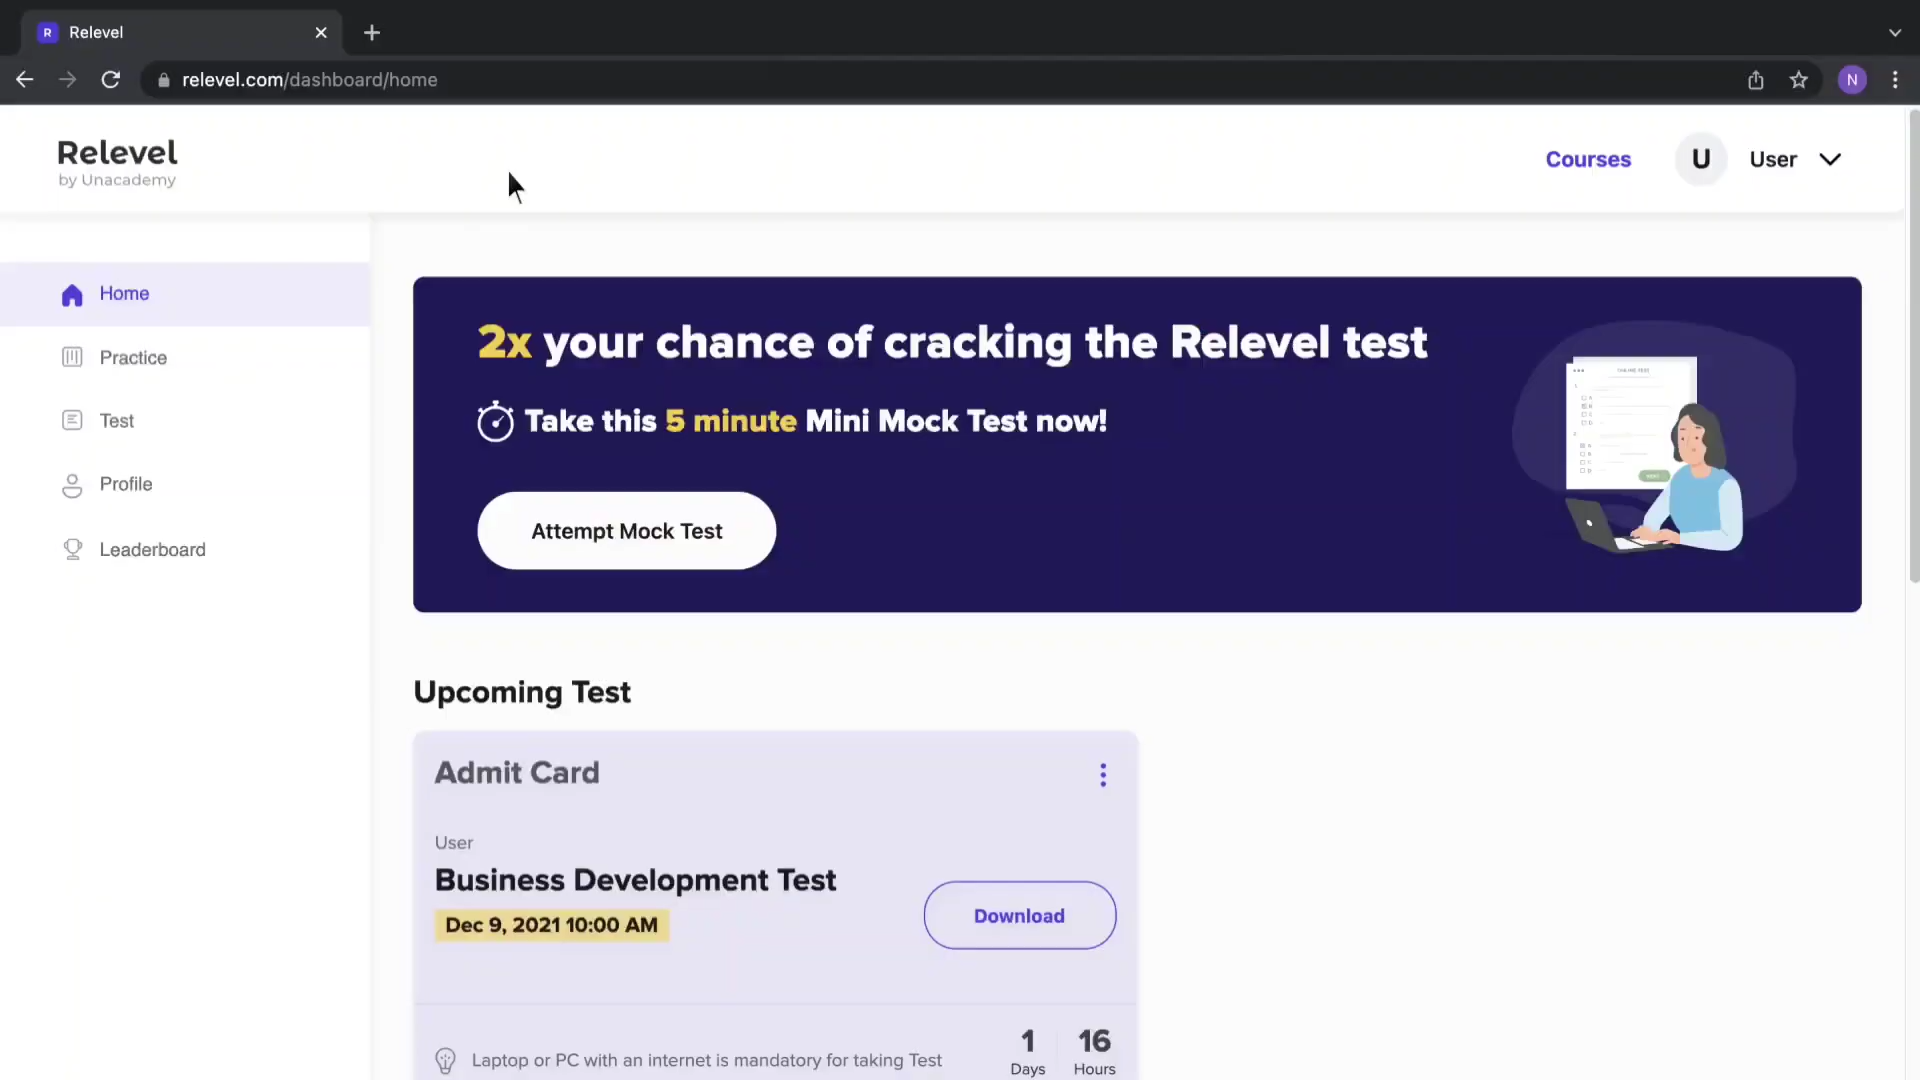 R Relevel
relevel.com/dashboard/home
N
Relevel
by Unacademy
Courses
U
User
Home
Practice
Test
Profile
Leaderboard
2x your chance of cracking the Relevel test
Take this 5 minute Mini Mock Test now!
Attempt Mock Test
Upcoming Test
Admit Card
User
Business Development Test
Dec 9, 2021 10:00 AM
Download
Laptop or PC with an internet is mandatory for taking Test
1 16
Days Hours